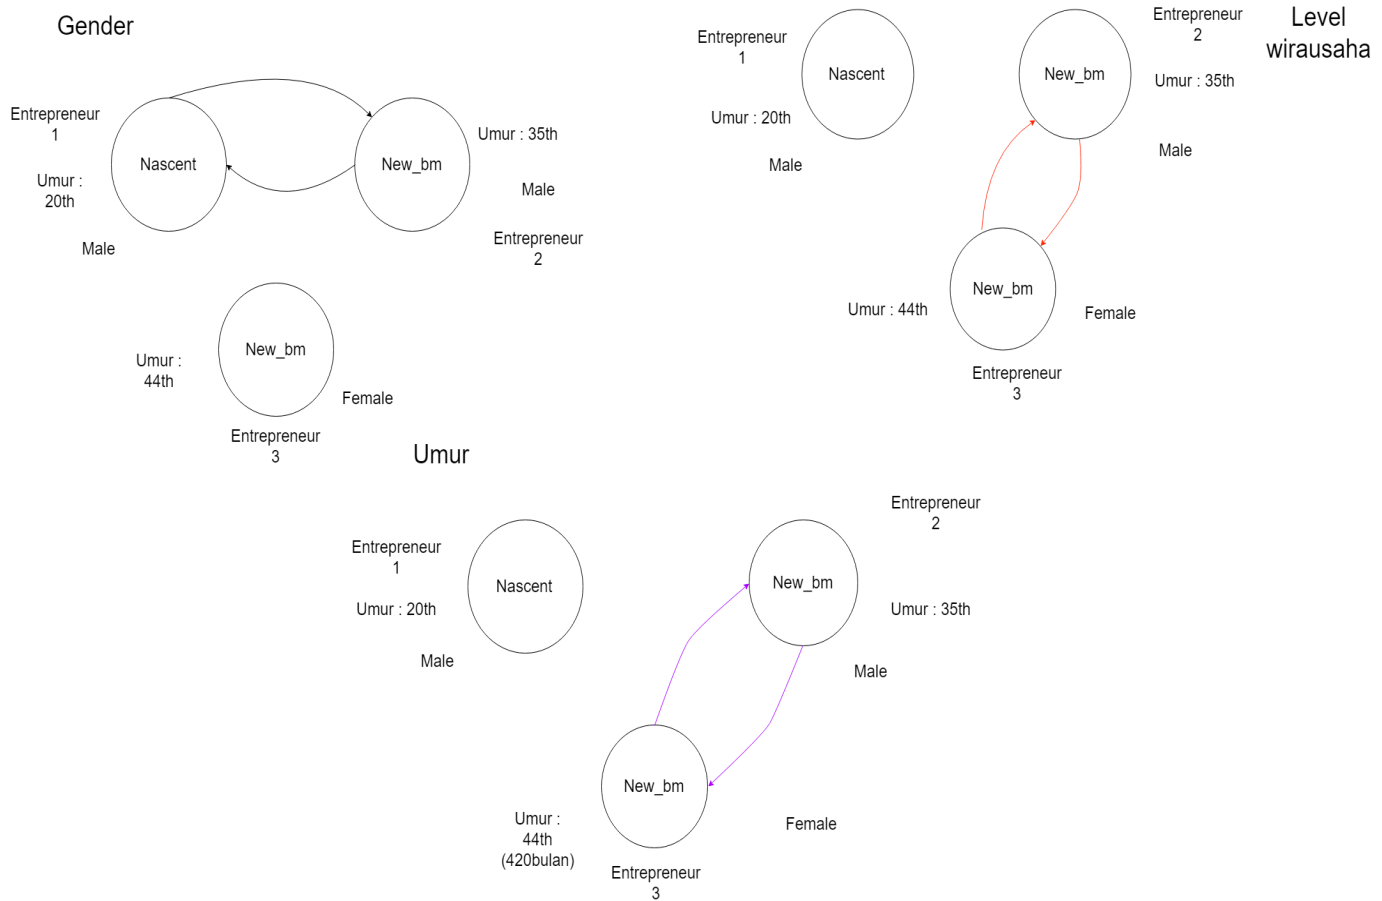 Gender
Entrepreneur
1
Nascent
Umur :
20th
Male
New_bm
Umur : 35th
Male
Entrepreneur
2
New_bm
Umur :
44th
Female
Entrepreneur
3
Level
wirausaha
Entrepreneur
1
Nascent
Umur : 20th
Male
Entrepreneur
2
New_bm
Umur : 35th
Male
New_bm
Umur : 44th
Female
Entrepreneur
3
Umur
Entrepreneur
1
Nascent
Umur : 20th
Male
Entrepreneur
2
New_bm
Umur : 35th
Male
New_bm
Umur :
44th
(420bulan)
Female
Entrepreneur
3